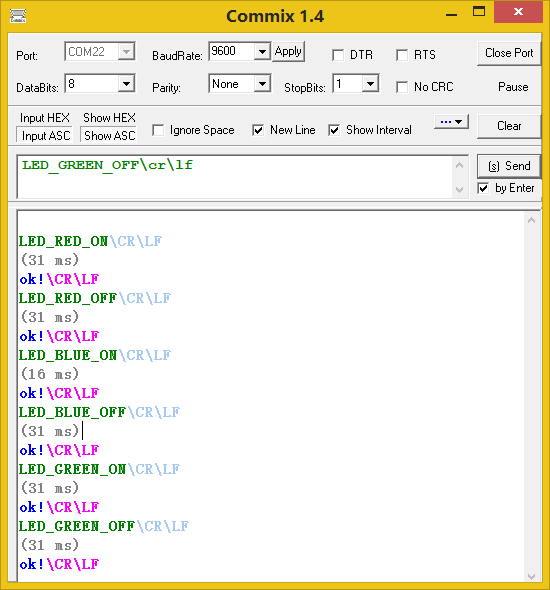 Commix 1.4
Port: COM22 BaudRate: 9600 Apply DTR RTS Close Port
DataBits: 8 Parity: None StopBits: 1 No CRC Pause
Input HEX Show HEX
Input ASC Show ASC Ignore Space New Line Show Interval ... Clear
LED_GREEN_OFF\cr\lf
(s) Send
by Enter
LED_RED_ON\CR\LF
(31 ms)
ok!\CR\LF
LED_RED_OFF\CR\LF
(31 ms)
ok!\CR\LF
LED_BLUE_ON\CR\LF
(16 ms)
ok!\CR\LF
LED_BLUE_OFF\CR\LF
(31 ms)
ok!\CR\LF
LED_GREEN_ON\CR\LF
(31 ms)
ok!\CR\LF
LED_GREEN_OFF\CR\LF
(31 ms)
ok!\CR\LF